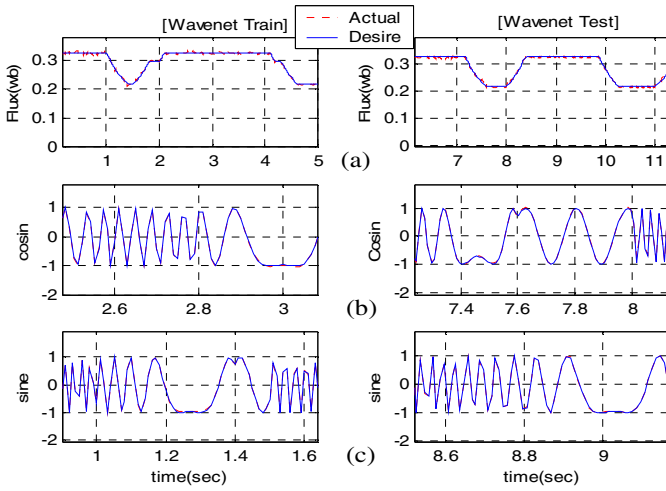 [Wavenet Train]
Actual
Desire
[Wavenet Test]
Flux(wb)
0.3
0.2
0.1
0
1 2 3 4 5
(a)
Flux(wb)
0.3
0.2
0.1
0
7 8 9 10 11
cosin
1
0
-1
-2
2.6 2.8 3
(b)
Cosin
1
0
-1
-2
7.4 7.6 7.8 8
sine
1
0
-1
-2
1 1.2 1.4 1.6
time(sec)
(c)
sine
1
0
-1
-2
8.6 8.8 9
time(sec)